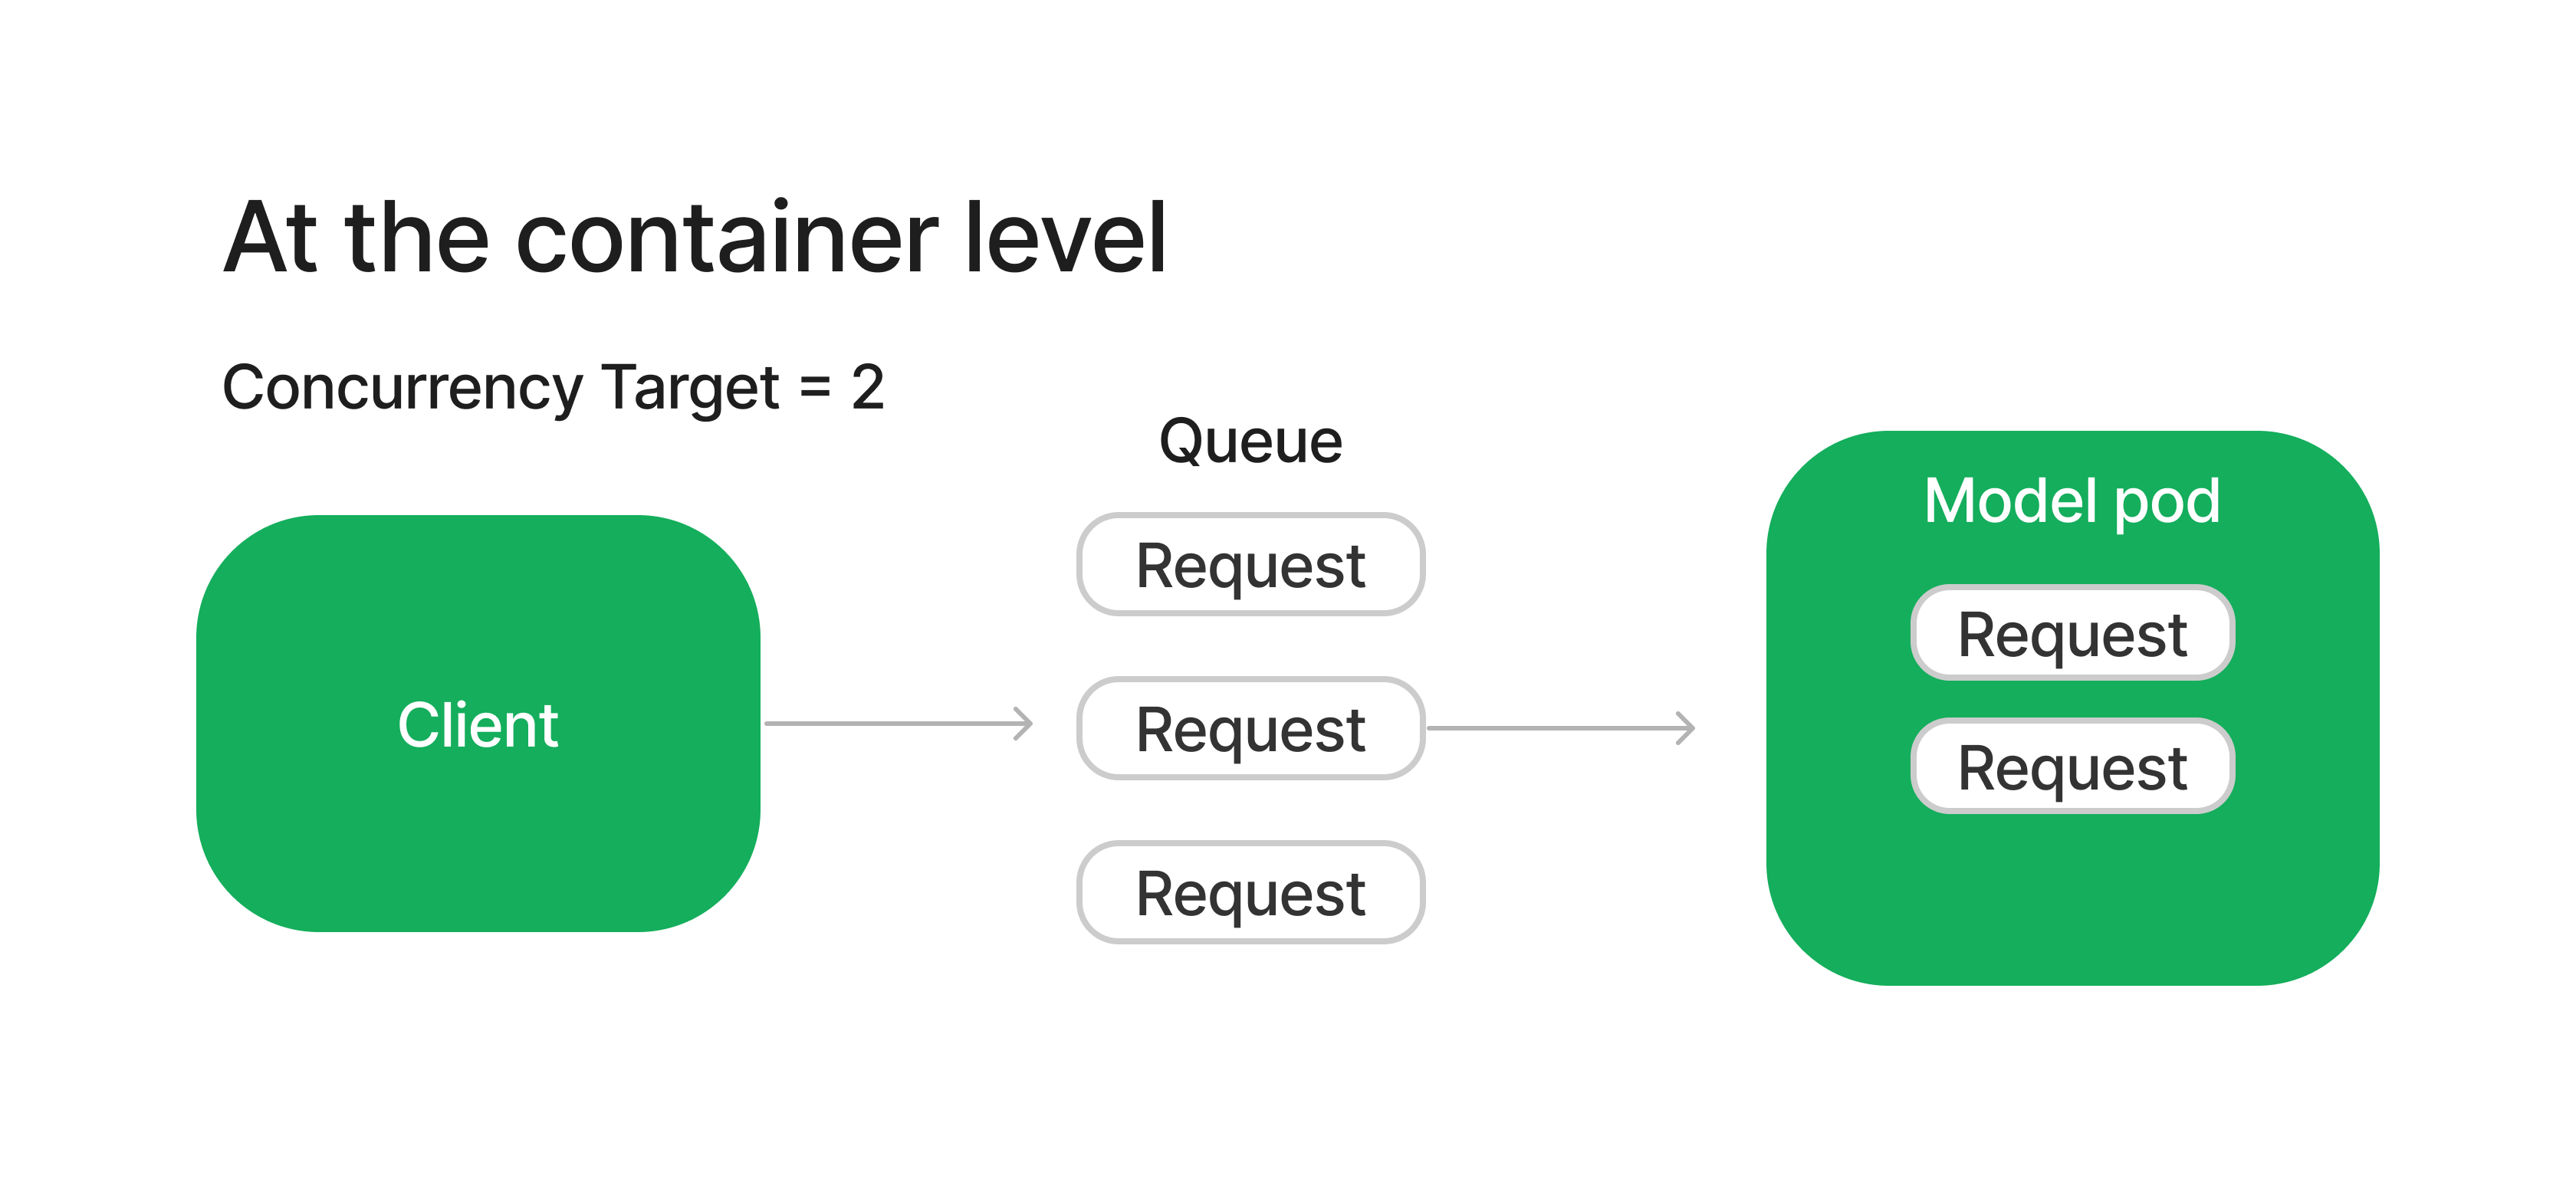 At the container level
Concurrency Target = 2
Client
Queue
Request
Request
Request
Model pod
Request
Request